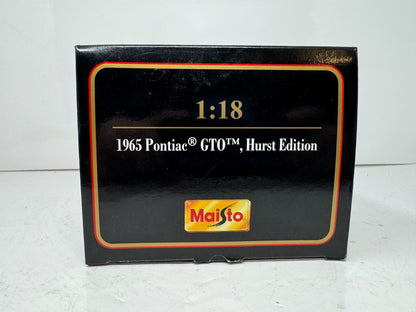 1:18
1965 Pontiac® GTO™, Hurst Edition
Maisto